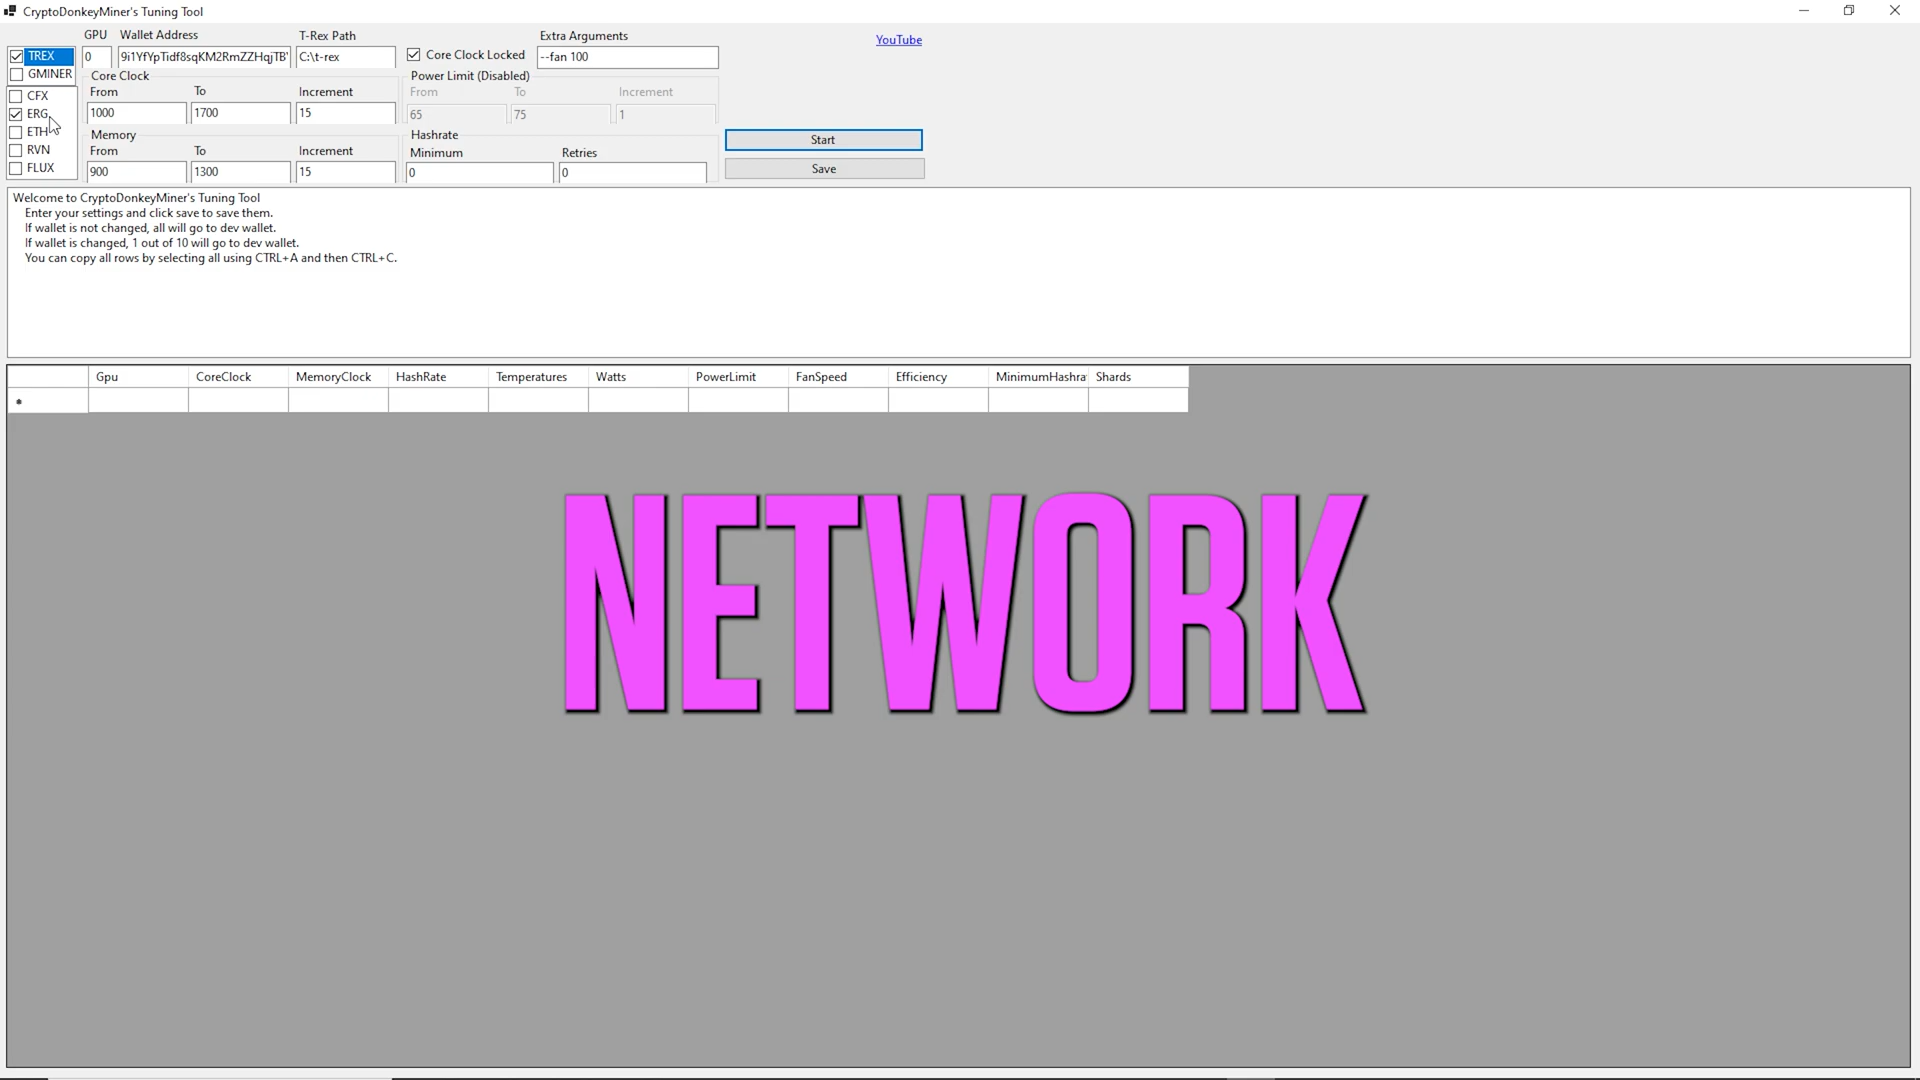 CryptoDonkeyMiner's Tuning Tool
GPU Wallet Address T-Rex Path Extra Arguments YouTube
TREX 0 9i1YfYpTidf8sqKM2RmZZHqjTB C:\t-rex Core Clock Locked --fan 100
GMINER Core Clock Power Limit (Disabled)
CFX From To Increment From To Increment
ERG 1000 1700 15 65 75 1
ETH Memory Hashrate Start
RVN From To Increment Minimum Retries
FLUX 900 1300 15 0 0 Save
Welcome to CryptoDonkeyMiner's Tuning Tool
Enter your settings and click save to save them.
If wallet is not changed, all will go to dev wallet.
If wallet is changed, 1 out of 10 will go to dev wallet.
You can copy all rows by selecting all using CTRL+A and then CTRL+C.
Gpu CoreClock MemoryClock HashRate Temperatures Watts PowerLimit FanSpeed Efficiency MinimumHashra Shards
NETWORK